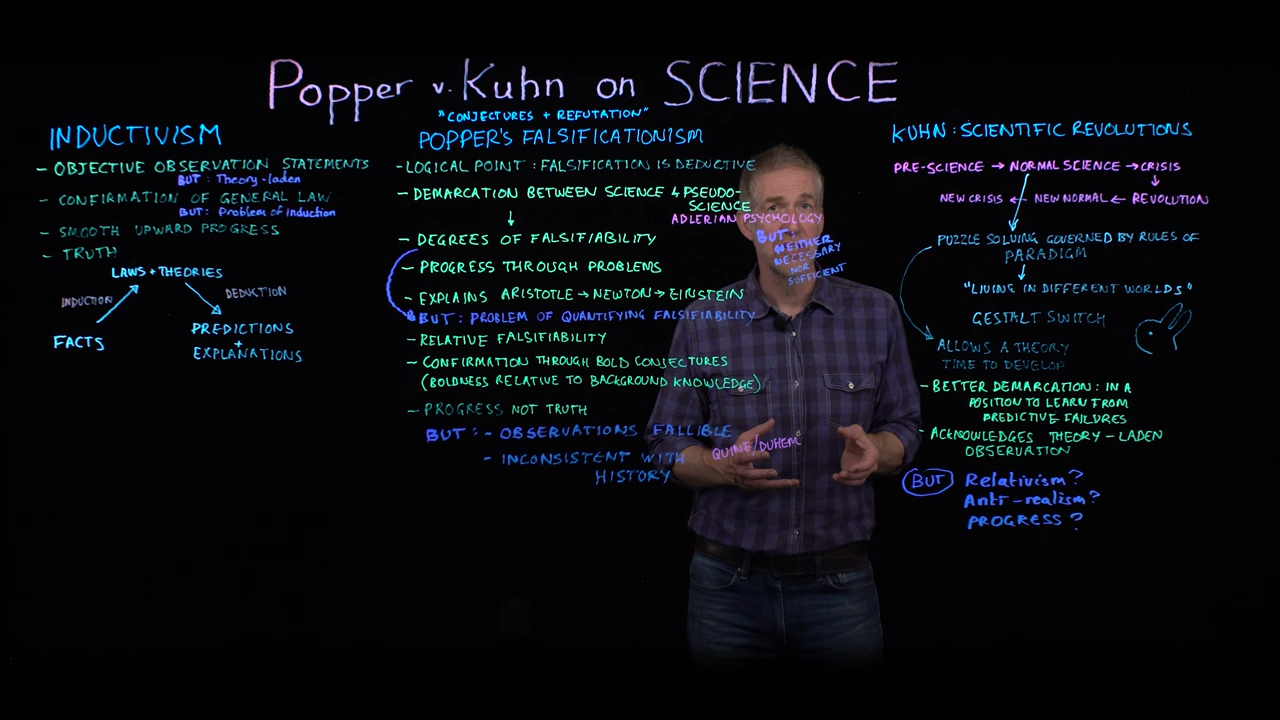 Popper v. Kuhn on SCIENCE
INDUCTIVISM
- OBJECTIVE OBSERVATION STATEMENTS
BUT: Theory-laden
- CONFIRMATION OF GENERAL LAW
BUT: Problem of Induction
- SMOOTH UPWARD PROGRESS
- TRUTH
LAWS + THEORIES
INDUCTION
DEDUCTION
FACTS
PREDICTIONS
+
EXPLANATIONS
"CONJECTURES + REFUTATION"
POPPER'S FALSIFICATIONISM
- LOGICAL POINT: FALSIFICATION IS DEDUCTIVE
- DEMARCATION BETWEEN SCIENCE & PSEUDO-
SCIENCE
ADLERIAN PSYCHOLOGY
BUT:
NEITHER
NECESSARY
NOR
SUFFICIENT
- DEGREES OF FALSIFIABILITY
- PROGRESS THROUGH PROBLEMS
- EXPLAINS ARISTOTLE → NEWTON → EINSTEIN
BUT: PROBLEM OF QUANTIFYING FALSIFIABILITY
- RELATIVE FALSIFIABILITY
- CONFIRMATION THROUGH BOLD CONJECTURES
(BOLDNESS RELATIVE TO BACKGROUND KNOWLEDGE)
- PROGRESS NOT TRUTH
BUT: - OBSERVATIONS FALLIBLE
QUINE/DUHEM
- INCONSISTENT WITH
HISTORY
KUHN: SCIENTIFIC REVOLUTIONS
PRE-SCIENCE → NORMAL SCIENCE → CRISIS
NEW CRISIS ← NEW NORMAL ← REVOLUTION
PUZZLE SOLVING GOVERNED BY RULES OF
PARADIGM
"LIVING IN DIFFERENT WORLDS"
GESTALT SWITCH
ALLOWS A THEORY
TIME TO DEVELOP
- BETTER DEMARCATION: IN A
POSITION TO LEARN FROM
PREDICTIVE FAILURES
- ACKNOWLEDGES THEORY-LADEN
OBSERVATION
BUT Relativism?
Anti-realism?
PROGRESS?